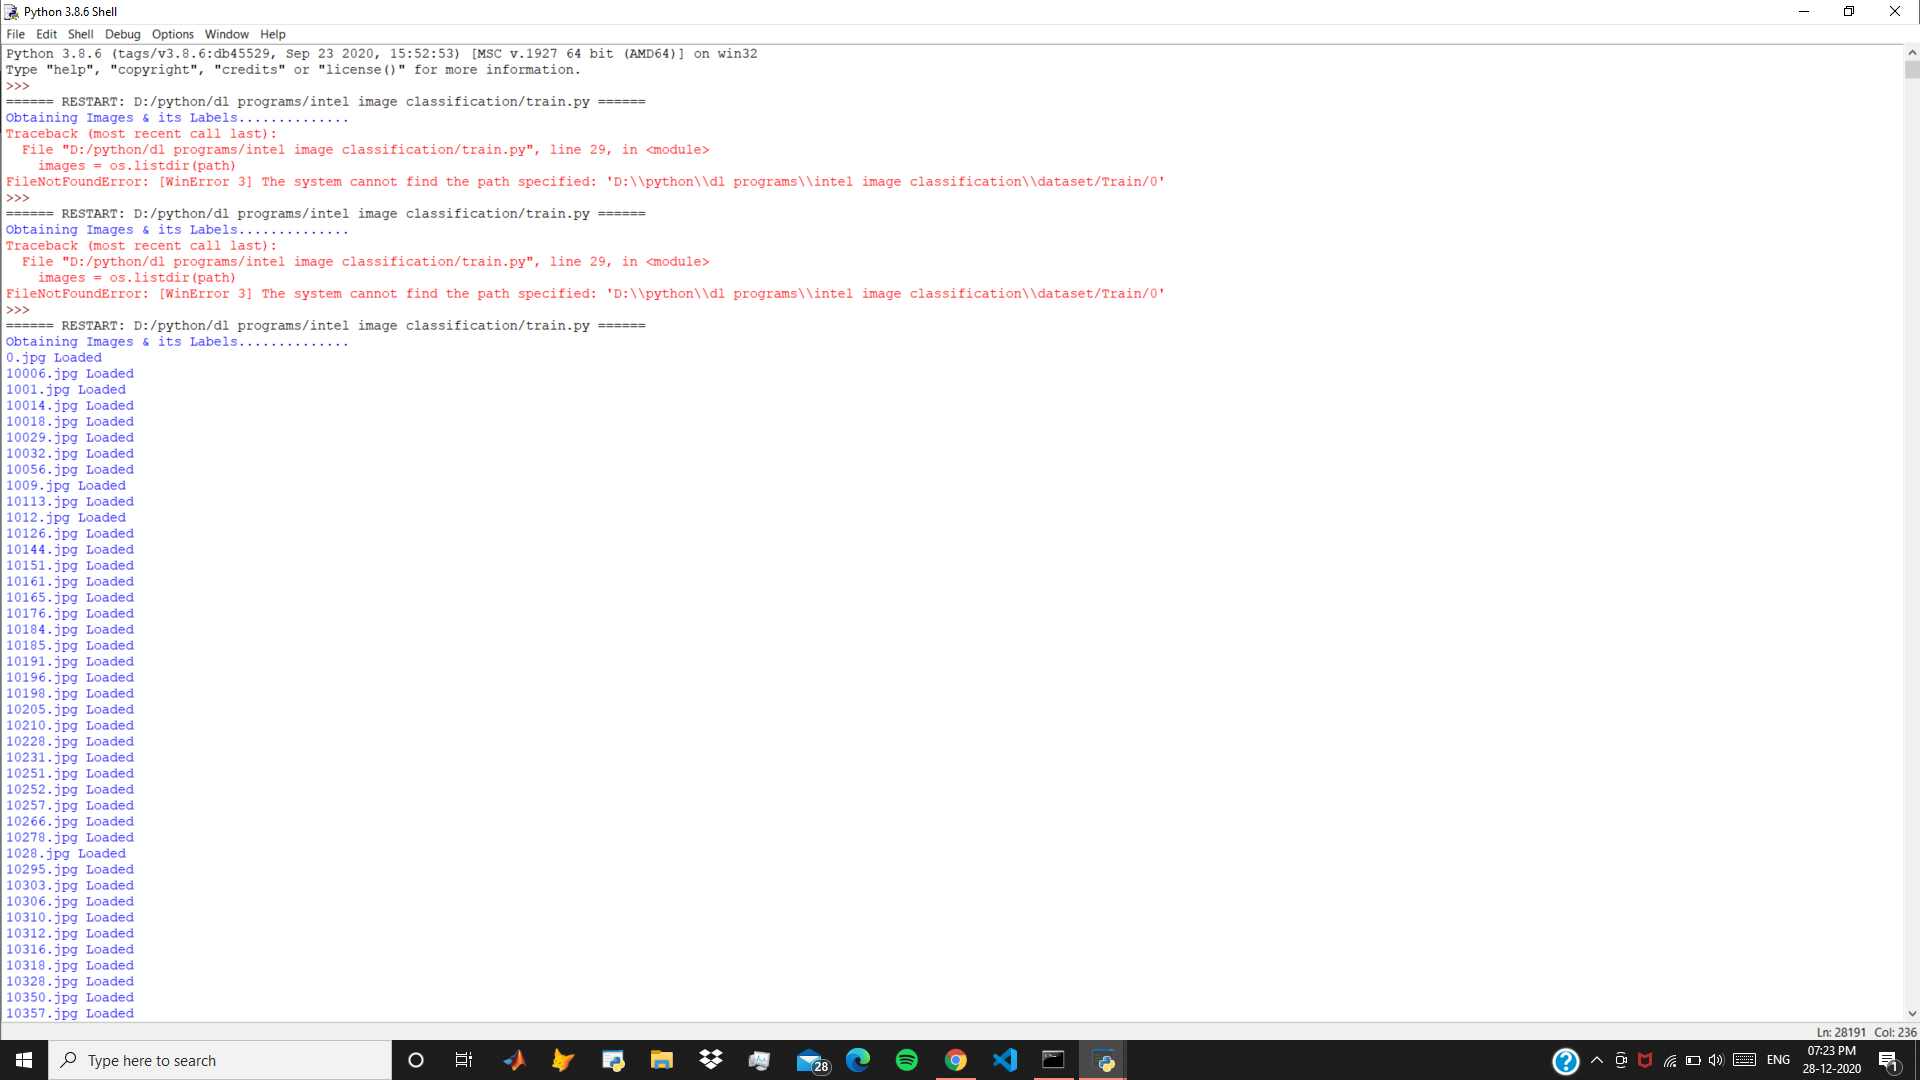 Python 3.8.6 Shell
File Edit Shell Debug Options Window Help
Python 3.8.6 (tags/v3.8.6:db45529, Sep 23 2020, 15:52:53) [MSC v.1927 64 bit (AMD64)] on win32
Type "help", "copyright", "credits" or "license()" for more information.
>>>
====== RESTART: D:/python/dl programs/intel image classification/train.py ======
Obtaining Images & its Labels..............
Traceback (most recent call last):
  File "D:/python/dl programs/intel image classification/train.py", line 29, in <module>
    images = os.listdir(path)
FileNotFoundError: [WinError 3] The system cannot find the path specified: 'D:\\python\\dl programs\\intel image classification\\dataset/Train/0'
>>>
====== RESTART: D:/python/dl programs/intel image classification/train.py ======
Obtaining Images & its Labels..............
Traceback (most recent call last):
  File "D:/python/dl programs/intel image classification/train.py", line 29, in <module>
    images = os.listdir(path)
FileNotFoundError: [WinError 3] The system cannot find the path specified: 'D:\\python\\dl programs\\intel image classification\\dataset/Train/0'
>>>
====== RESTART: D:/python/dl programs/intel image classification/train.py ======
Obtaining Images & its Labels..............
0.jpg Loaded
10006.jpg Loaded
1001.jpg Loaded
10014.jpg Loaded
10018.jpg Loaded
10029.jpg Loaded
10032.jpg Loaded
10056.jpg Loaded
1009.jpg Loaded
10113.jpg Loaded
1012.jpg Loaded
10126.jpg Loaded
10144.jpg Loaded
10151.jpg Loaded
10161.jpg Loaded
10165.jpg Loaded
10176.jpg Loaded
10184.jpg Loaded
10185.jpg Loaded
10191.jpg Loaded
10196.jpg Loaded
10198.jpg Loaded
10205.jpg Loaded
10210.jpg Loaded
10228.jpg Loaded
10231.jpg Loaded
10251.jpg Loaded
10252.jpg Loaded
10257.jpg Loaded
10266.jpg Loaded
10278.jpg Loaded
1028.jpg Loaded
10295.jpg Loaded
10303.jpg Loaded
10306.jpg Loaded
10310.jpg Loaded
10312.jpg Loaded
10316.jpg Loaded
10318.jpg Loaded
10328.jpg Loaded
10350.jpg Loaded
10357.jpg Loaded
Ln: 28191 Col: 236
Type here to search
28
ENG
07:23 PM
28-12-2020
1